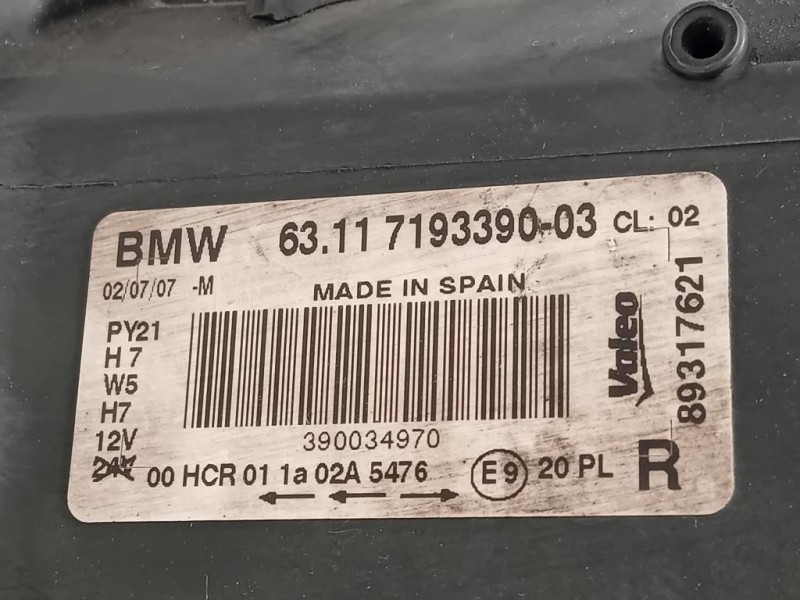 BMW 63.11 7193390-03 CL: 02
02/07/07 -M MADE IN SPAIN
PY21
H7
W5
H7
12V
24V
390034970
00 HCR 01 1a 02A 5476 E9 20 PL
R
Valeo
89317621